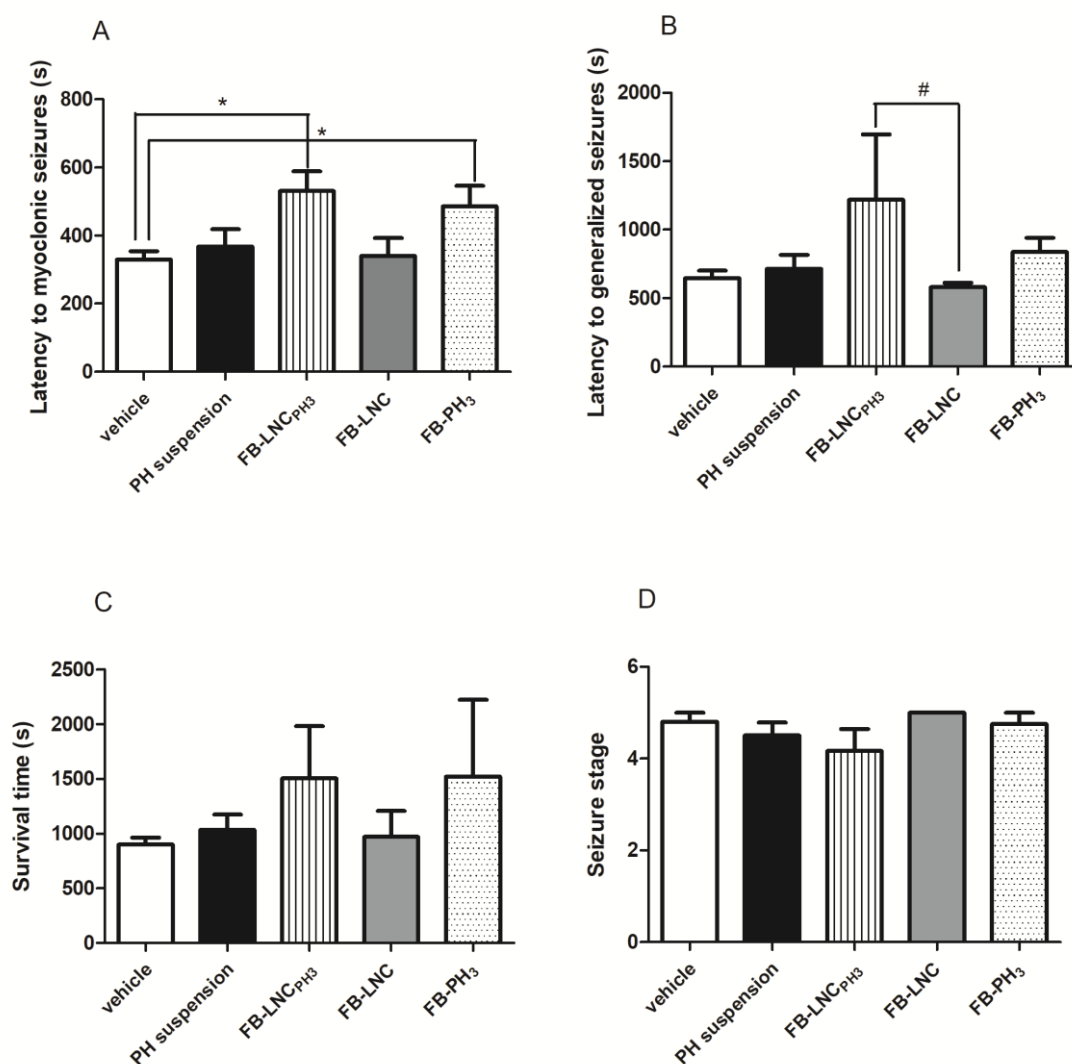 A
Latency to myoclonic seizures (s)
800
600
400
200
0
*
*
vehicle
PH suspension
FB-LNCPH3
FB-LNC
FB-PH3
B
Latency to generalized seizures (s)
2000
1500
1000
500
0
#
vehicle
PH suspension
FB-LNCPH3
FB-LNC
FB-PH3
C
Survival time (s)
2500
2000
1500
1000
500
0
vehicle
PH suspension
FB-LNCPH3
FB-LNC
FB-PH3
D
Seizure stage
6
4
2
0
vehicle
PH suspension
FB-LNCPH3
FB-LNC
FB-PH3